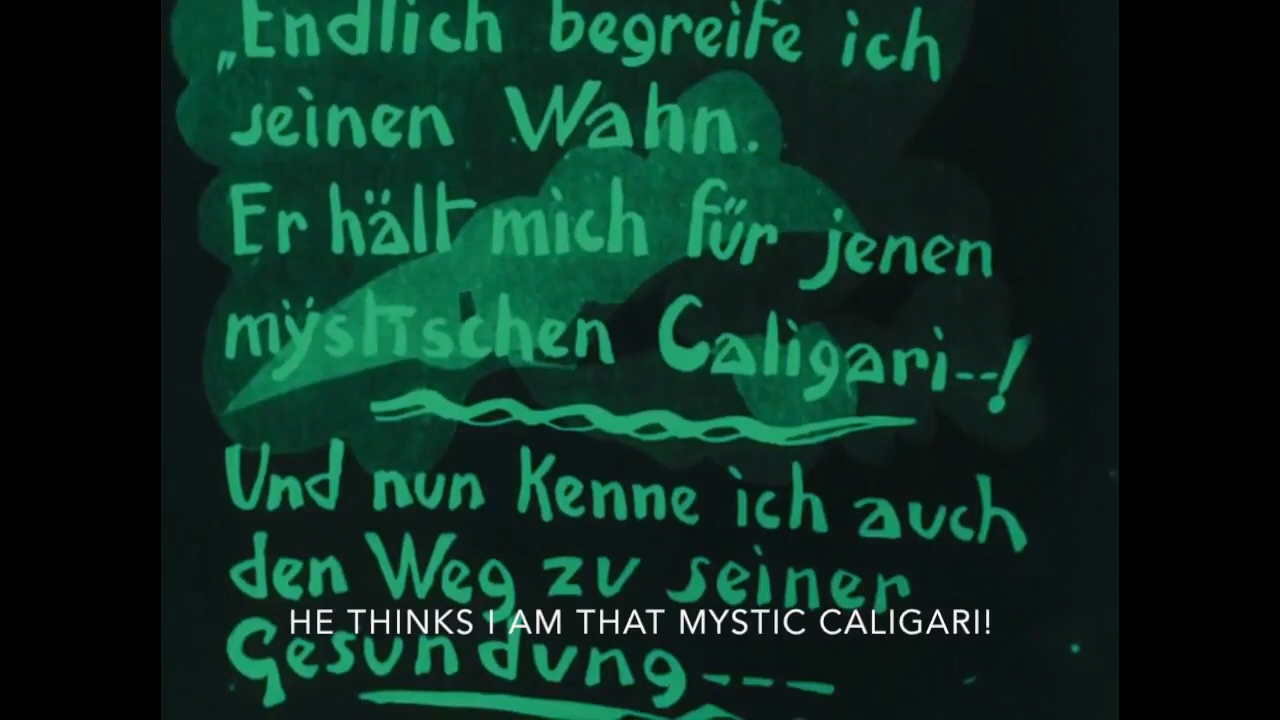 „Endlich begreife ich
seinen Wahn.
Er hält mich für jenen
mÿstischen Caligari--!
Und nun Kenne ich auch
den Weg zu seiner
HE THINKS I AM THAT MYSTIC CALIGARI!
Gesundung---